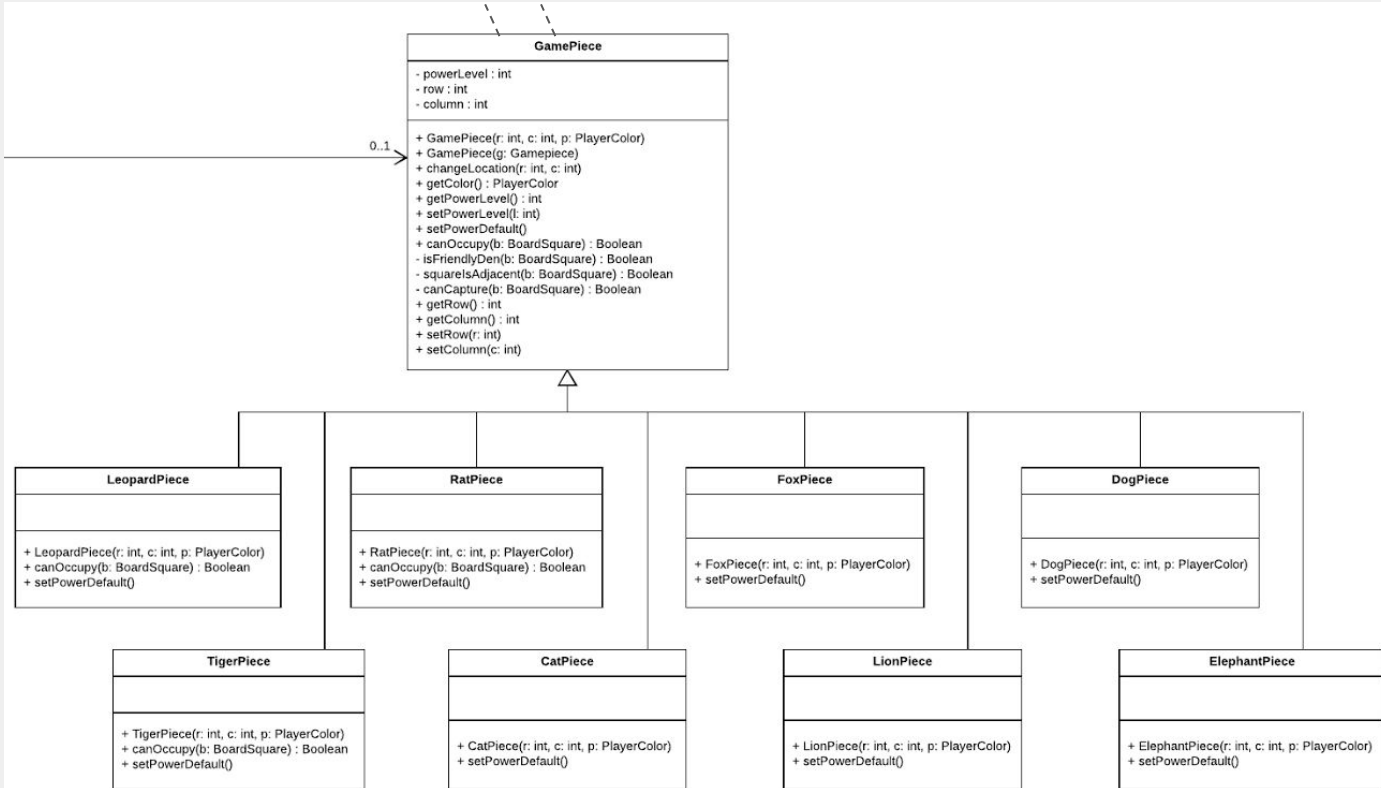 GamePiece
- powerLevel : int
- row : int
- column : int
0..1
+ GamePiece(r: int, c: int, p: PlayerColor)
+ GamePiece(g: Gamepiece)
+ changeLocation(r: int, c: int)
+ getColor() : PlayerColor
+ getPowerLevel() : int
+ setPowerLevel(l: int)
+ setPowerDefault()
+ canOccupy(b: BoardSquare) : Boolean
- isFriendlyDen(b: BoardSquare) : Boolean
- squareIsAdjacent(b: BoardSquare) : Boolean
- canCapture(b: BoardSquare) : Boolean
+ getRow() : int
+ getColumn() : int
+ setRow(r: int)
+ setColumn(c: int)
LeopardPiece
+ LeopardPiece(r: int, c: int, p: PlayerColor)
+ canOccupy(b: BoardSquare) : Boolean
+ setPowerDefault()
RatPiece
+ RatPiece(r: int, c: int, p: PlayerColor)
+ canOccupy(b: BoardSquare) : Boolean
+ setPowerDefault()
FoxPiece
+ FoxPiece(r: int, c: int, p: PlayerColor)
+ setPowerDefault()
DogPiece
+ DogPiece(r: int, c: int, p: PlayerColor)
+ setPowerDefault()
TigerPiece
+ TigerPiece(r: int, c: int, p: PlayerColor)
+ canOccupy(b: BoardSquare) : Boolean
+ setPowerDefault()
CatPiece
+ CatPiece(r: int, c: int, p: PlayerColor)
+ setPowerDefault()
LionPiece
+ LionPiece(r: int, c: int, p: PlayerColor)
+ setPowerDefault()
ElephantPiece
+ ElephantPiece(r: int, c: int, p: PlayerColor)
+ setPowerDefault()